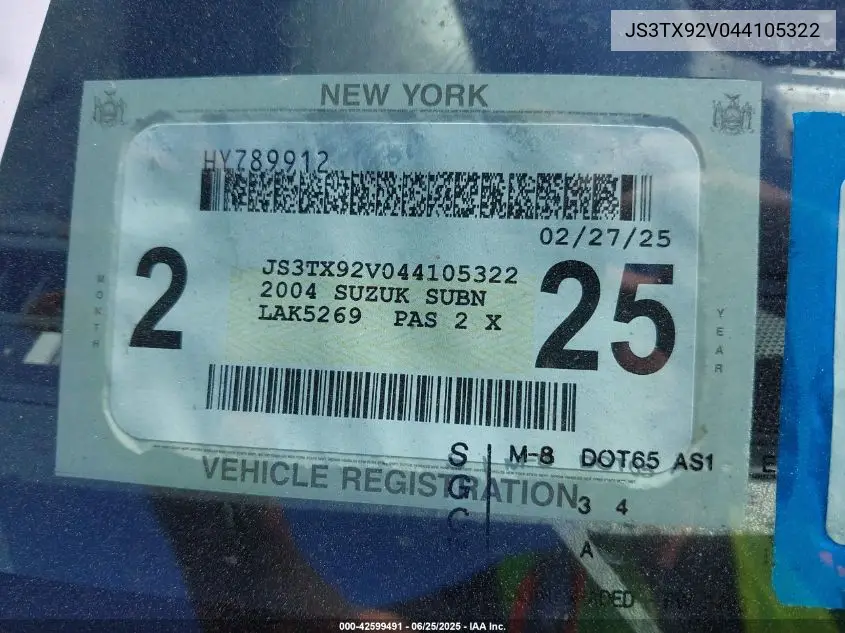 JS3TX92V044105322
NEW YORK
HY789912
02/27/25
MONTH
2
JS3TX92V044105322
2004 SUZUK SUBN
LAK5269 PAS 2 X
25
YEAR
VEHICLE REGISTRATION
SGC
M-8 DOT65 AS1
3 4
A
000-42599491 - 06/25/2025 - IAA Inc.